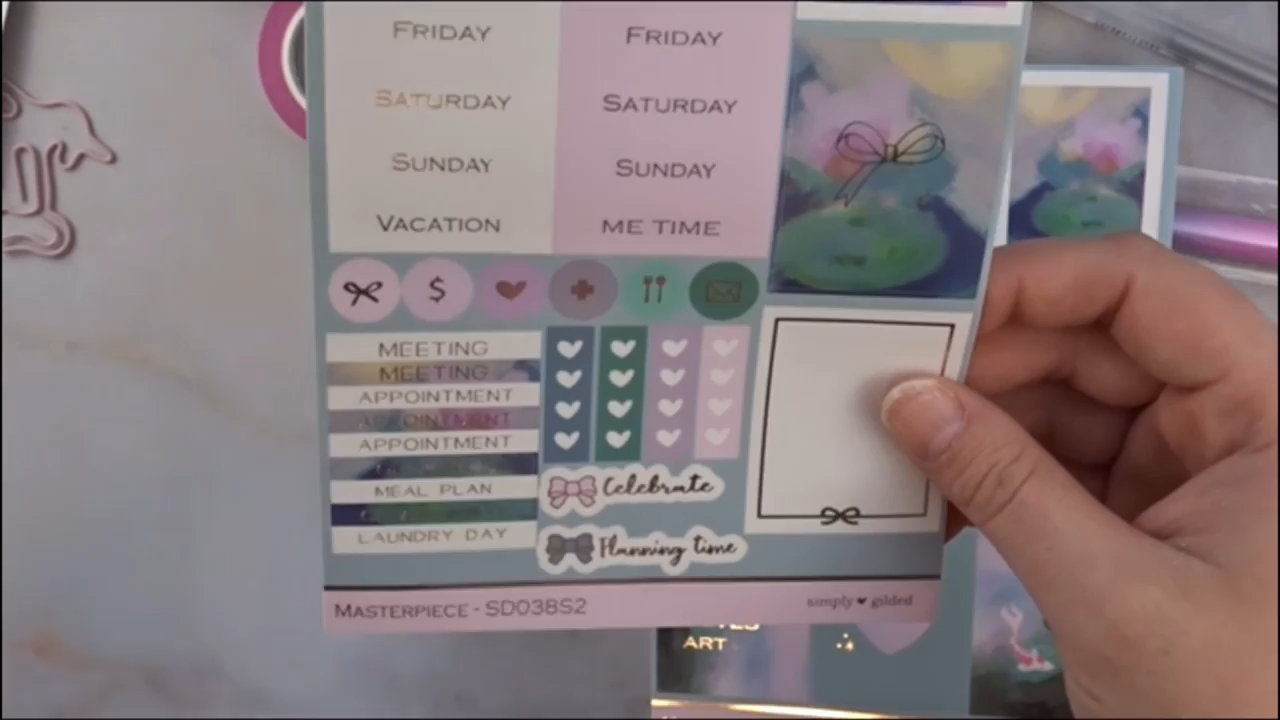 FRIDAY
SATURDAY
SUNDAY
VACATION
FRIDAY
SATURDAY
SUNDAY
ME TIME
$
MEETING
MEETING
APPOINTMENT
APPOINTMENT
APPOINTMENT
MEAL PLAN
LAUNDRY DAY
Celebrate
Planning time
MASTERPIECE - SD038S2
simply gilded
ART